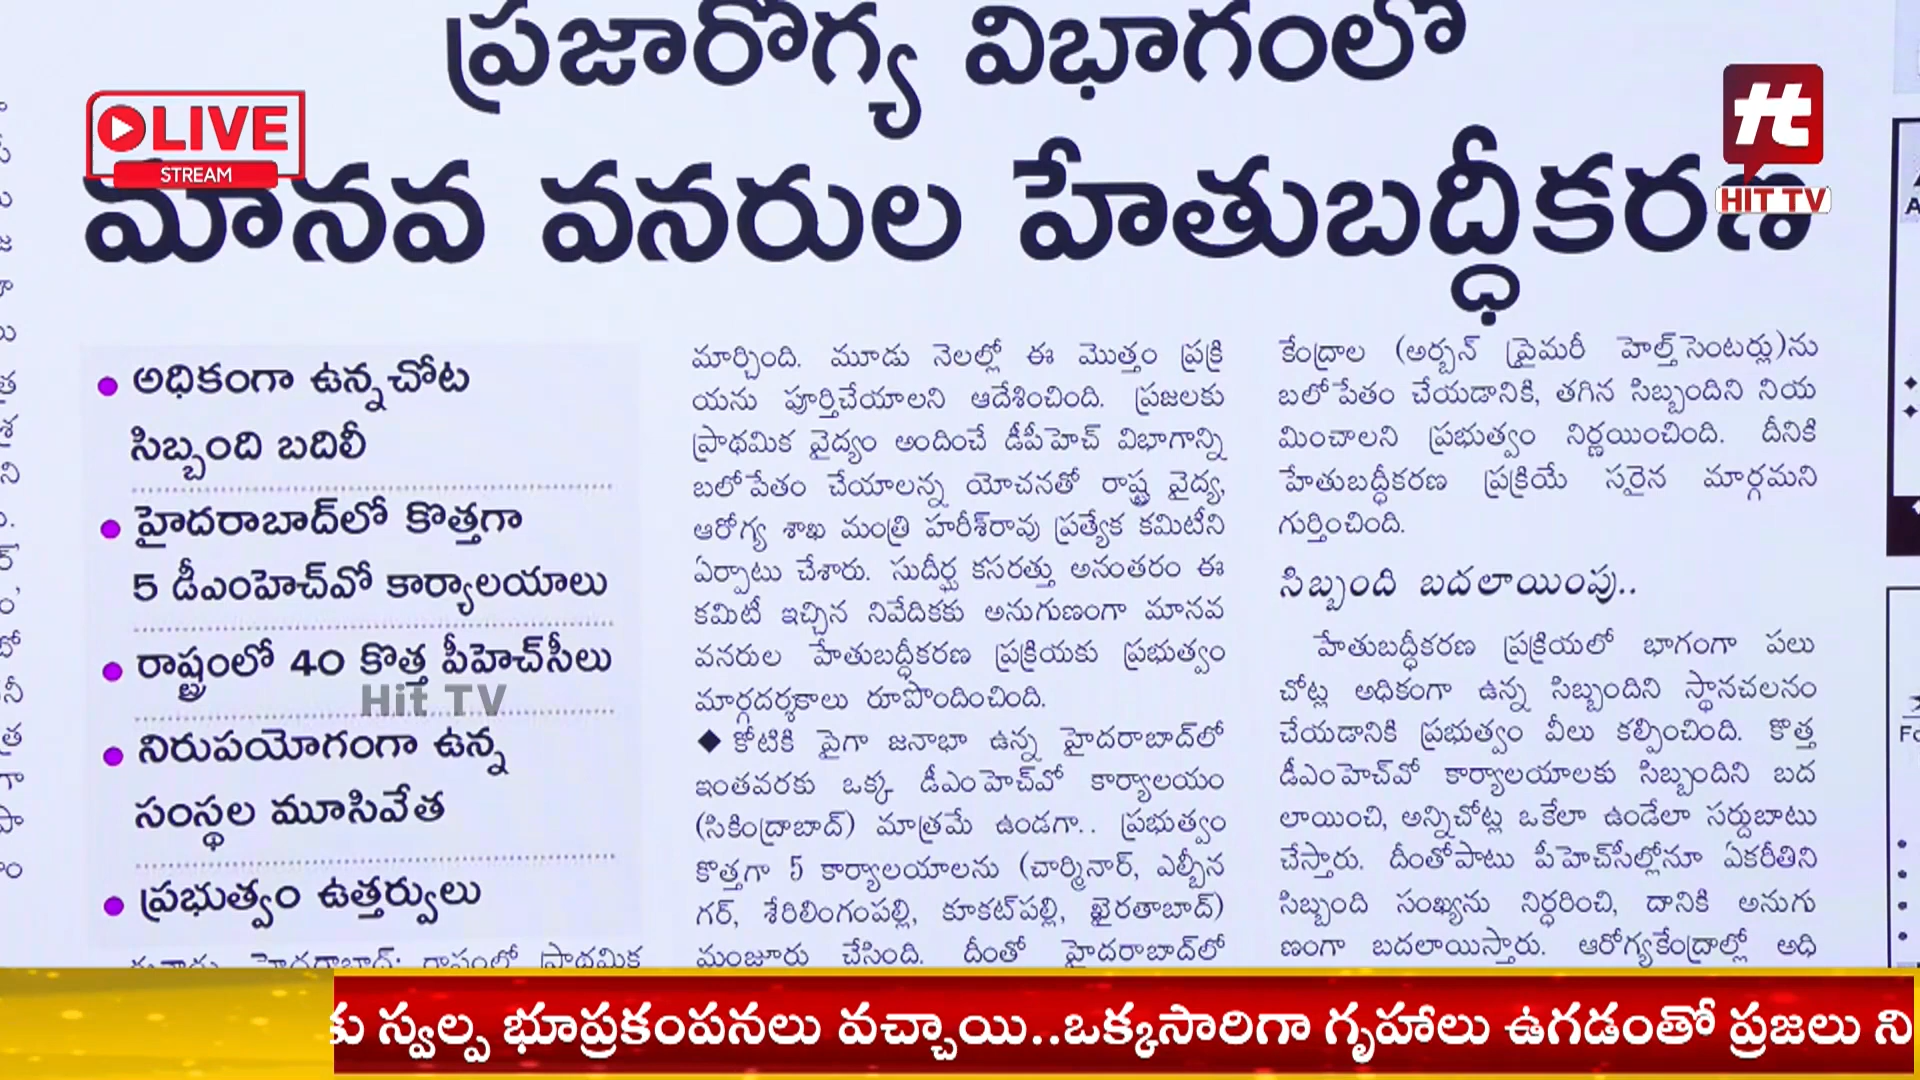 ప్రజారోగ్య విభాగంలో
LIVE
STREAM
HIT TV
మానవ వనరుల హేతుబద్ధీకరణ
అధికంగా ఉన్నచోట
సిబ్బంది బదిలీ
హైదరాబాద్‌లో కొత్తగా
5 డీఎంహెచ్‌వో కార్యాలయాలు
రాష్ట్రంలో 40 కొత్త పీహెచ్‌సీలు
Hit TV
నిరుపయోగంగా ఉన్న
సంస్థల మూసివేత
ప్రభుత్వం ఉత్తర్వులు
మార్చింది. మూడు నెలల్లో ఈ మొత్తం ప్రక్రి
యను పూర్తిచేయాలని ఆదేశించింది. ప్రజలకు
ప్రాథమిక వైద్యం అందించే డీపీహెచ్ విభాగాన్ని
బలోపేతం చేయాలన్న యోచనతో రాష్ట్ర వైద్య,
ఆరోగ్య శాఖ మంత్రి హరీశ్‌రావు ప్రత్యేక కమిటీని
ఏర్పాటు చేశారు. సుదీర్ఘ కసరత్తు అనంతరం ఈ
కమిటీ ఇచ్చిన నివేదికకు అనుగుణంగా మానవ
వనరుల హేతుబద్ధీకరణ ప్రక్రియకు ప్రభుత్వం
మార్గదర్శకాలు రూపొందించింది.
◆ కోటికి పైగా జనాభా ఉన్న హైదరాబాద్‌లో
ఇంతవరకు ఒక్క డీఎంహెచ్‌వో కార్యాలయం
(సికింద్రాబాద్) మాత్రమే ఉండగా.. ప్రభుత్వం
కొత్తగా 5 కార్యాలయాలను (చార్మినార్, ఎల్బీన
గర్, శేరిలింగంపల్లి, కూకట్‌పల్లి, ఖైరతాబాద్)
మంజూరు చేసింది. దీంతో హైదరాబాద్‌లో
కేంద్రాల (అర్బన్ ప్రైమరీ హెల్త్‌సెంటర్లు)ను
బలోపేతం చేయడానికి, తగిన సిబ్బందిని నియ
మించాలని ప్రభుత్వం నిర్ణయించింది. దీనికి
హేతుబద్ధీకరణ ప్రక్రియే సరైన మార్గమని
గుర్తించింది.
సిబ్బంది బదలాయింపు..
హేతుబద్ధీకరణ ప్రక్రియలో భాగంగా పలు
చోట్ల అధికంగా ఉన్న సిబ్బందిని స్థానచలనం
చేయడానికి ప్రభుత్వం వీలు కల్పించింది. కొత్త
డీఎంహెచ్‌వో కార్యాలయాలకు సిబ్బందిని బద
లాయించి, అన్నిచోట్ల ఒకేలా ఉండేలా సర్దుబాటు
చేస్తారు. దీంతోపాటు పీహెచ్‌సీల్లోనూ ఏకరీతిని
సిబ్బంది సంఖ్యను నిర్ధరించి, దానికి అనుగు
ణంగా బదలాయిస్తారు. ఆరోగ్యకేంద్రాల్లో అధి
కు స్వల్ప భూప్రకంపనలు వచ్చాయి..ఒక్కసారిగా గృహాలు ఉగడంతో ప్రజలు ని